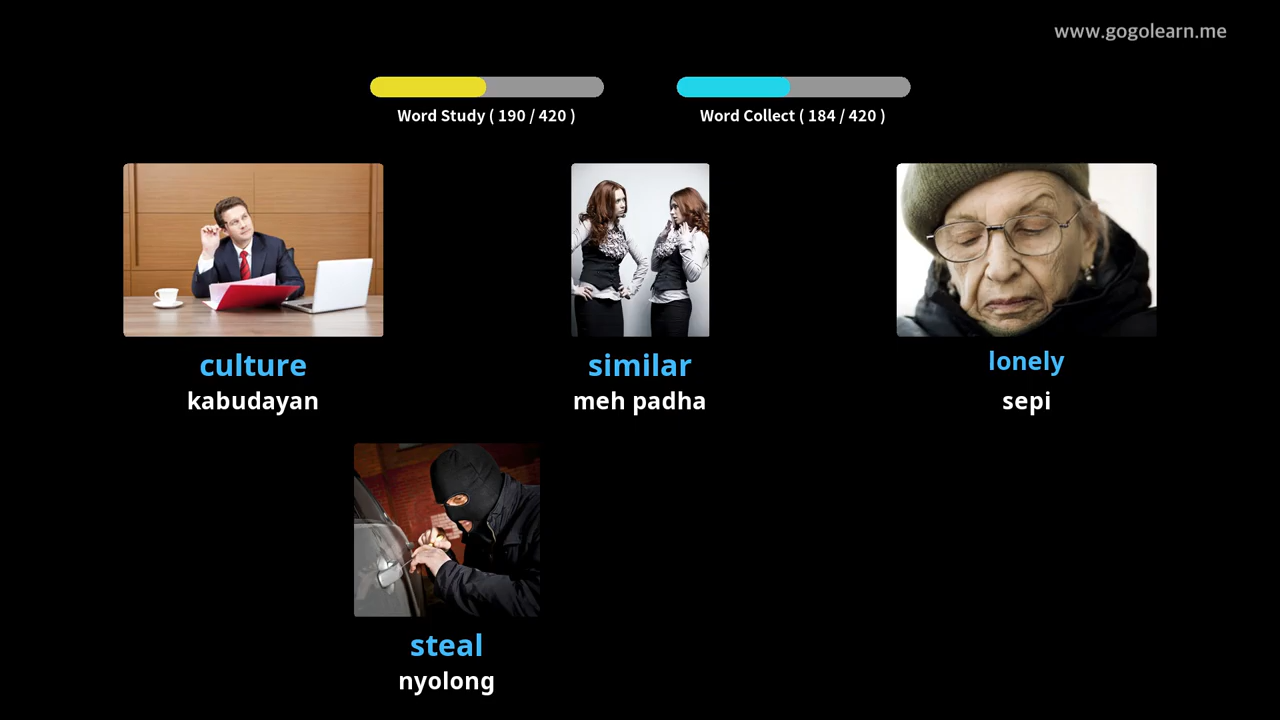 www.gogolearn.me
Word Study ( 190 / 420 )
Word Collect ( 184 / 420 )
culture
kabudayan
similar
meh padha
lonely
sepi
steal
nyolong